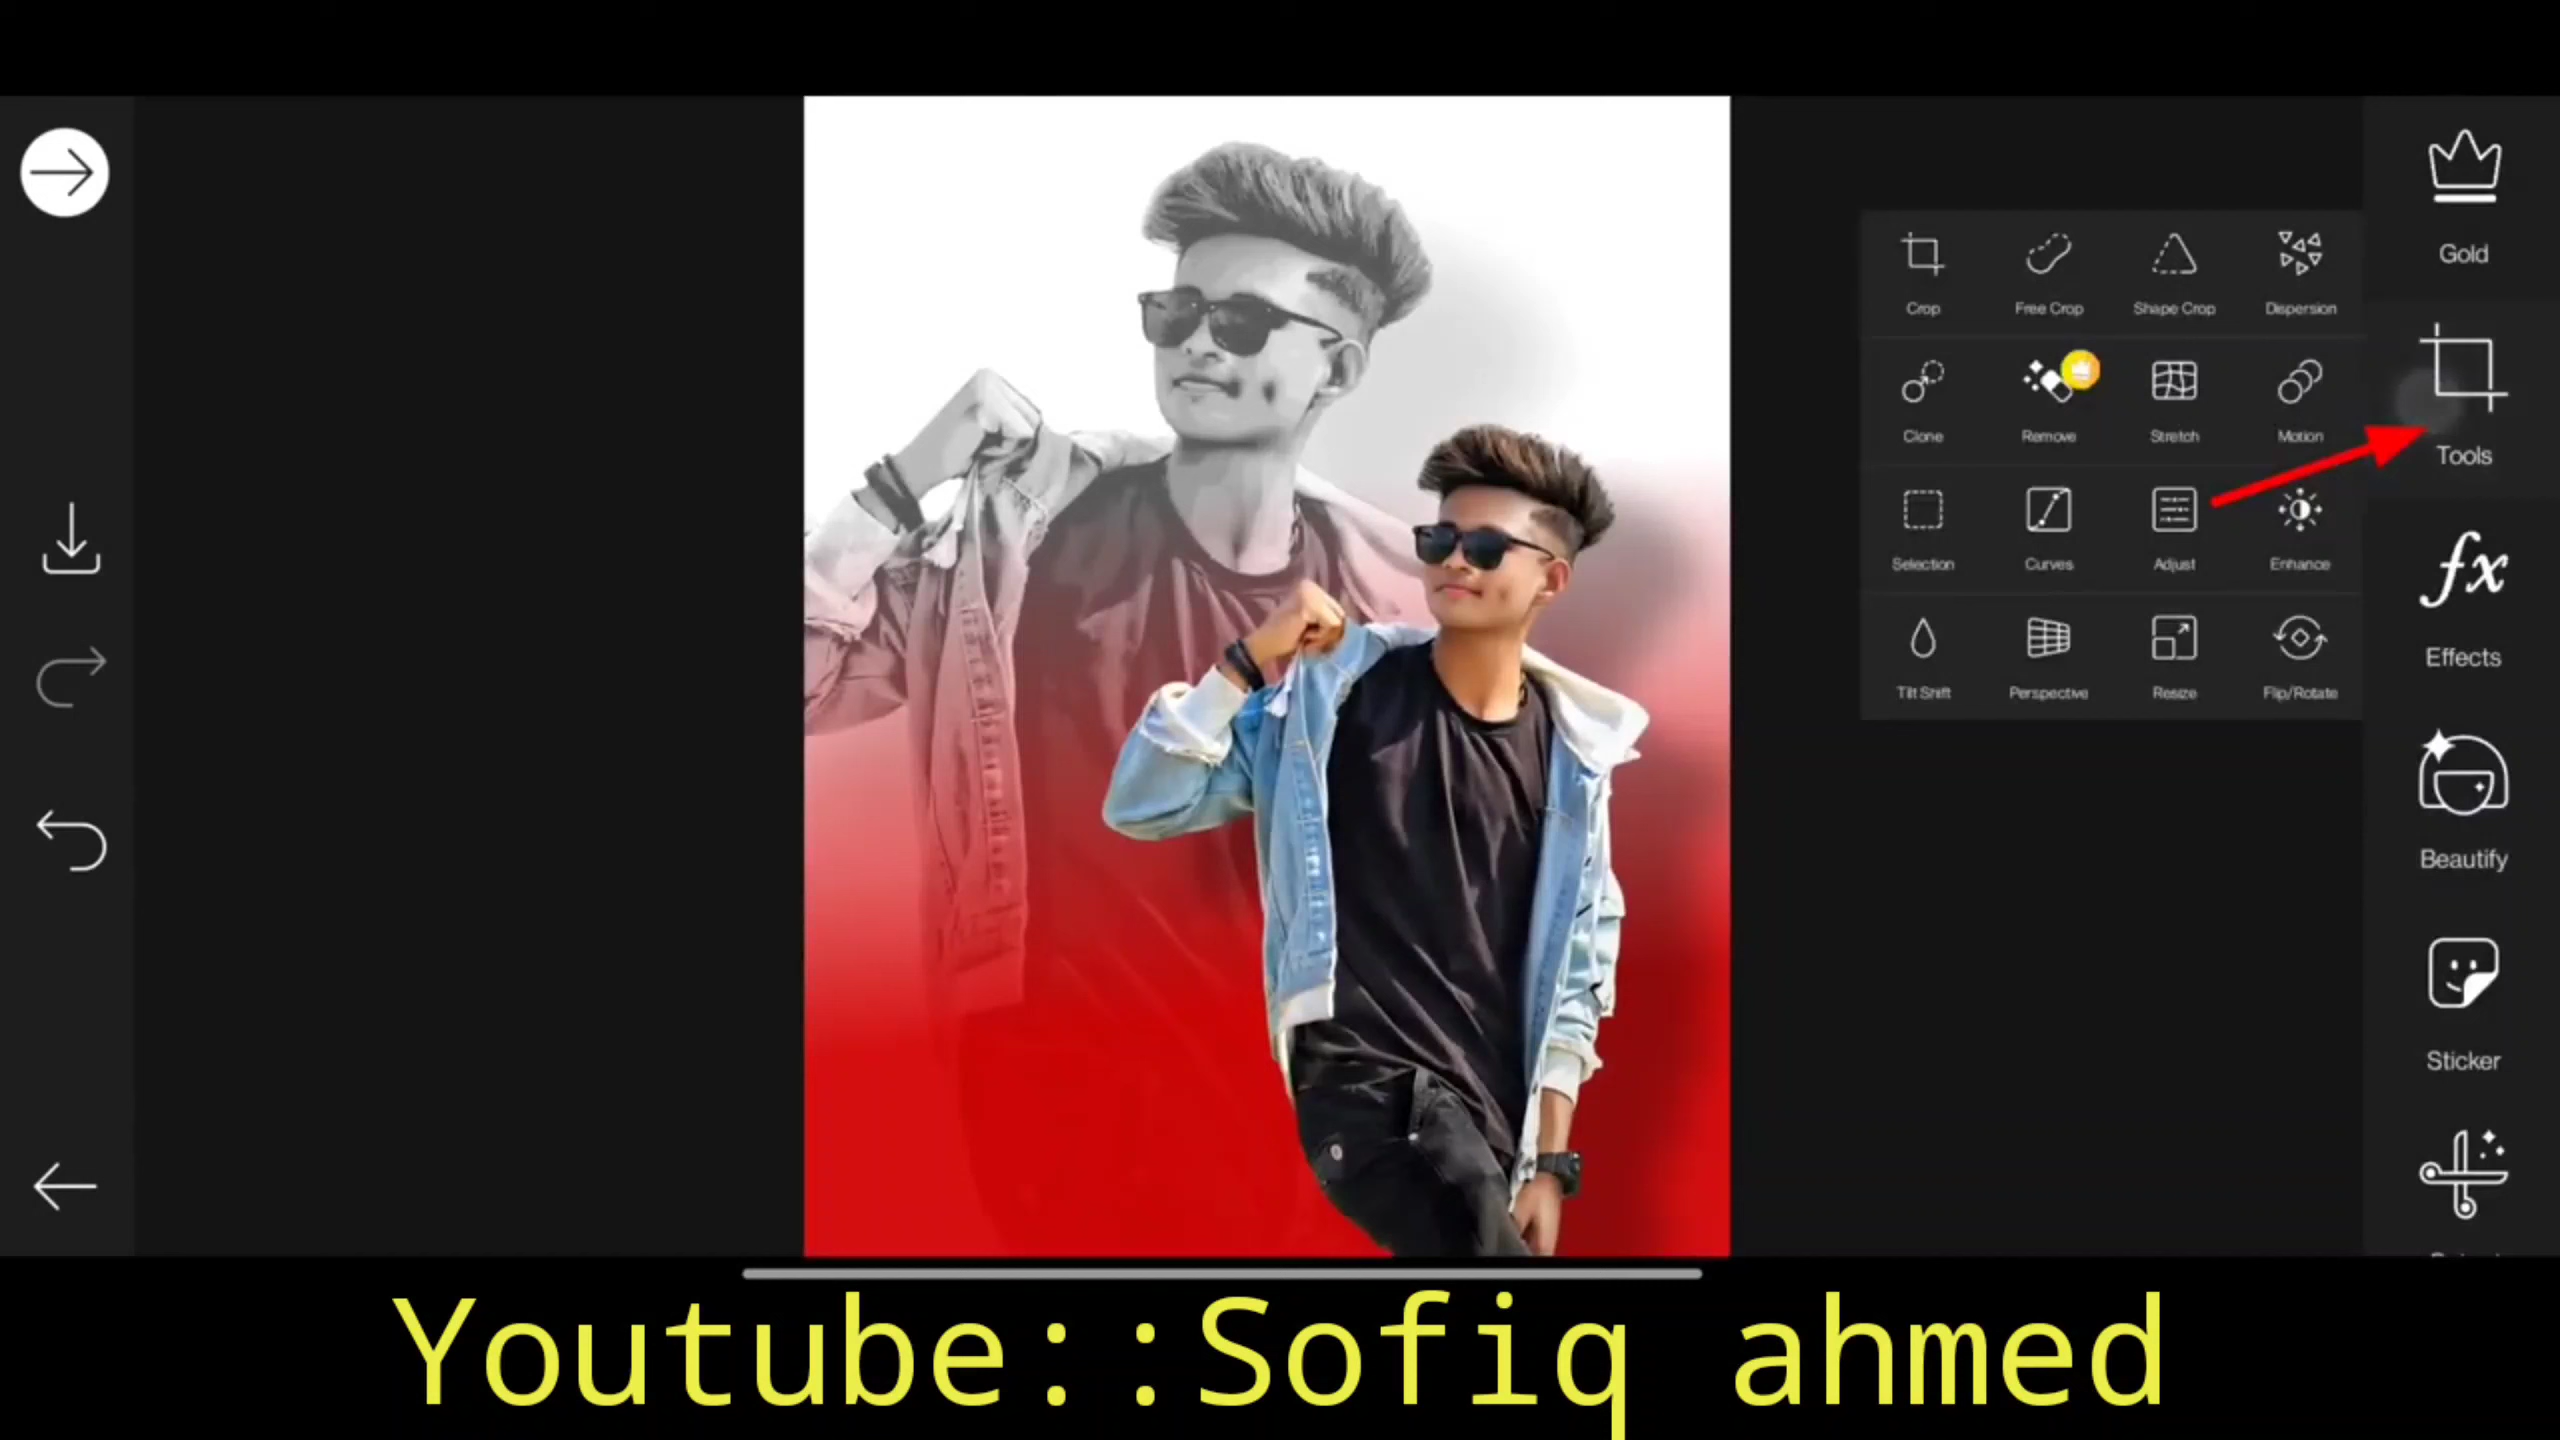 Gold
Crop
Free Crop
Shape Crop
Dispersion
Clone
Remove
Stretch
Motion
Tools
Selection
Curves
Adjust
Enhance
fx
Effects
Tilt Shift
Perspective
Resize
Flip/Rotate
Beautify
Sticker
Youtube::Sofiq ahmed